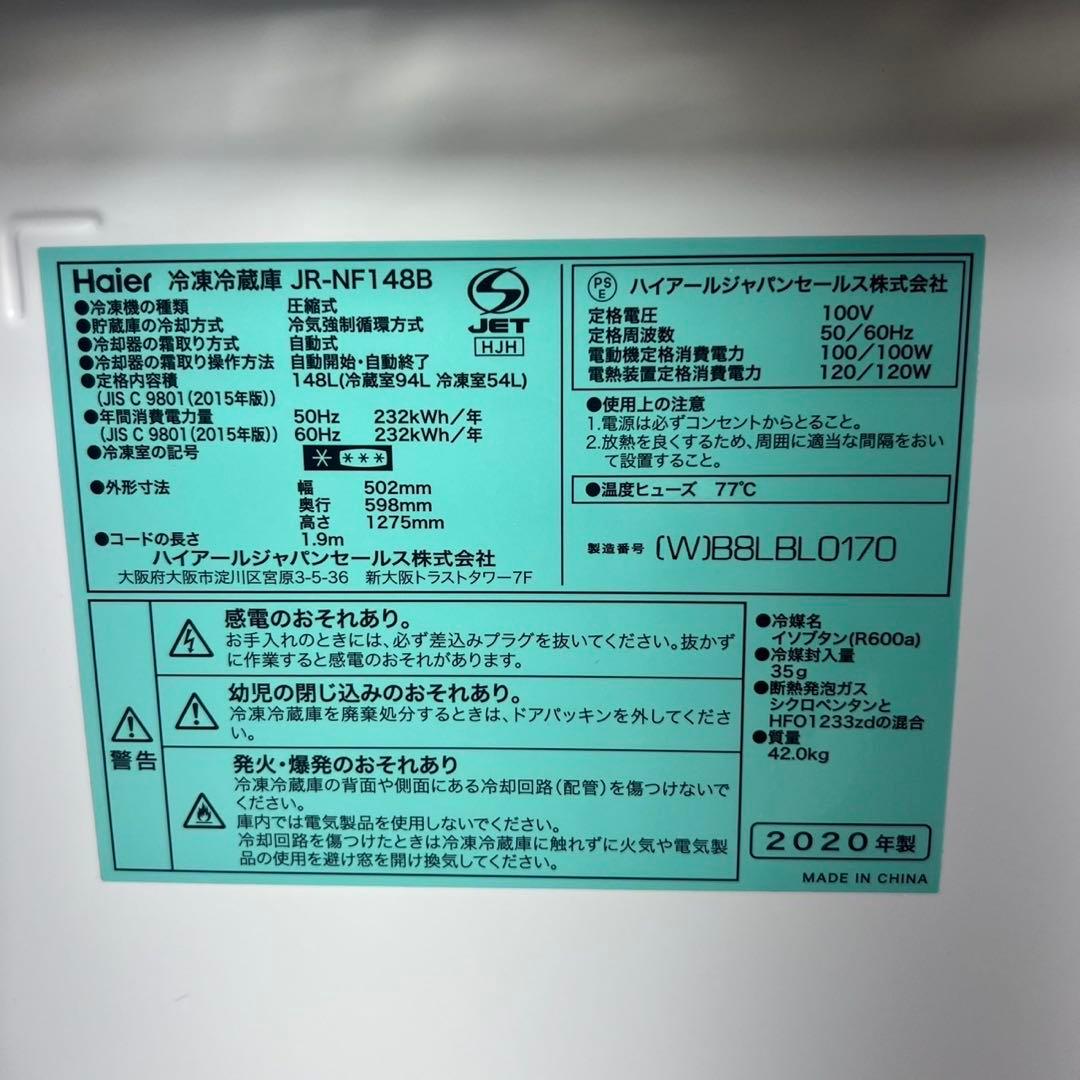 Haier 冷凍冷蔵庫 JR-NF148B
●冷凍機の種類 圧縮式
●貯蔵庫の冷却方式 冷気強制循環方式
●冷却器の霜取り方式 自動式
●冷却器の霜取り操作方法 自動開始・自動終了
●定格内容積 148L(冷蔵室94L 冷凍室54L)
(JIS C 9801(2015年版))
●年間消費電力量 50Hz 232kWh/年
(JIS C 9801(2015年版)) 60Hz 232kWh/年
●冷凍室の記号 * ***
●外形寸法 幅 502mm
奥行 598mm
高さ 1275mm
●コードの長さ 1.9m
ハイアールジャパンセールス株式会社
大阪府大阪市淀川区宮原3-5-36 新大阪トラストタワー7F
JET
HJH
PS
E
ハイアールジャパンセールス株式会社
定格電圧 100V
定格周波数 50/60Hz
電動機定格消費電力 100/100W
電熱装置定格消費電力 120/120W
●使用上の注意
1.電源は必ずコンセントからとること。
2.放熱を良くするため、周囲に適当な間隔をおい
て設置すること。
●温度ヒューズ 77℃
製造番号 (W)B8LBL0170
警告
感電のおそれあり。
お手入れのときには、必ず差込みプラグを抜いてください。抜かず
に作業すると感電のおそれがあります。
幼児の閉じ込みのおそれあり。
冷凍冷蔵庫を廃棄処分するときは、ドアパッキンを外してくださ
い。
発火・爆発のおそれあり
冷凍冷蔵庫の背面や側面にある冷却回路(配管)を傷つけないで
ください。
庫内では電気製品を使用しないでください。
冷却回路を傷つけたときは冷凍冷蔵庫に触れずに火気や電気製
品の使用を避け窓を開け換気してください。
●冷媒名
イソブタン(R600a)
●冷媒封入量
35g
●断熱発泡ガス
シクロペンタンと
HFO1233zdの混合
●質量
42.0kg
2020年製
MADE IN CHINA